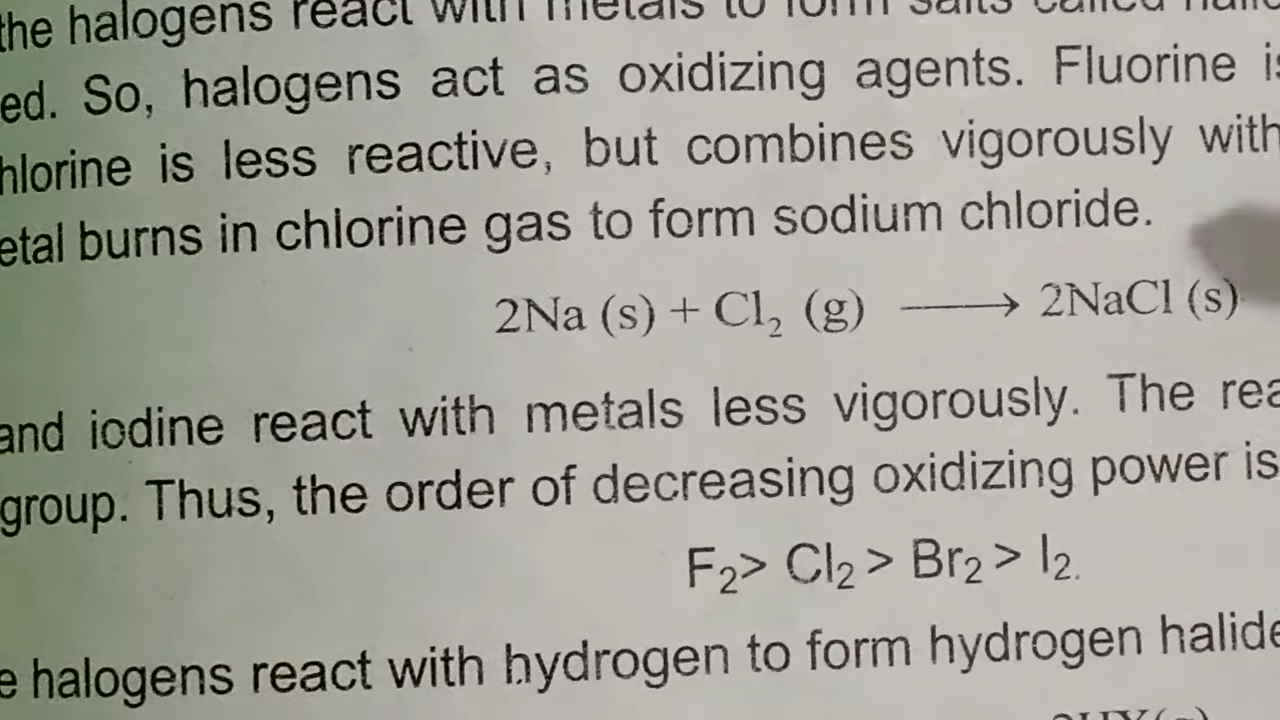 the halogens react with metals to form salts called
ed. So, halogens act as oxidizing agents. Fluorine is
hlorine is less reactive, but combines vigorously with
etal burns in chlorine gas to form sodium chloride.
2Na (s) + Cl₂ (g) ⟶ 2NaCl (s)
and iodine react with metals less vigorously. The rea
group. Thus, the order of decreasing oxidizing power is
F₂> Cl₂ > Br₂ > I₂.
e halogens react with hydrogen to form hydrogen halide